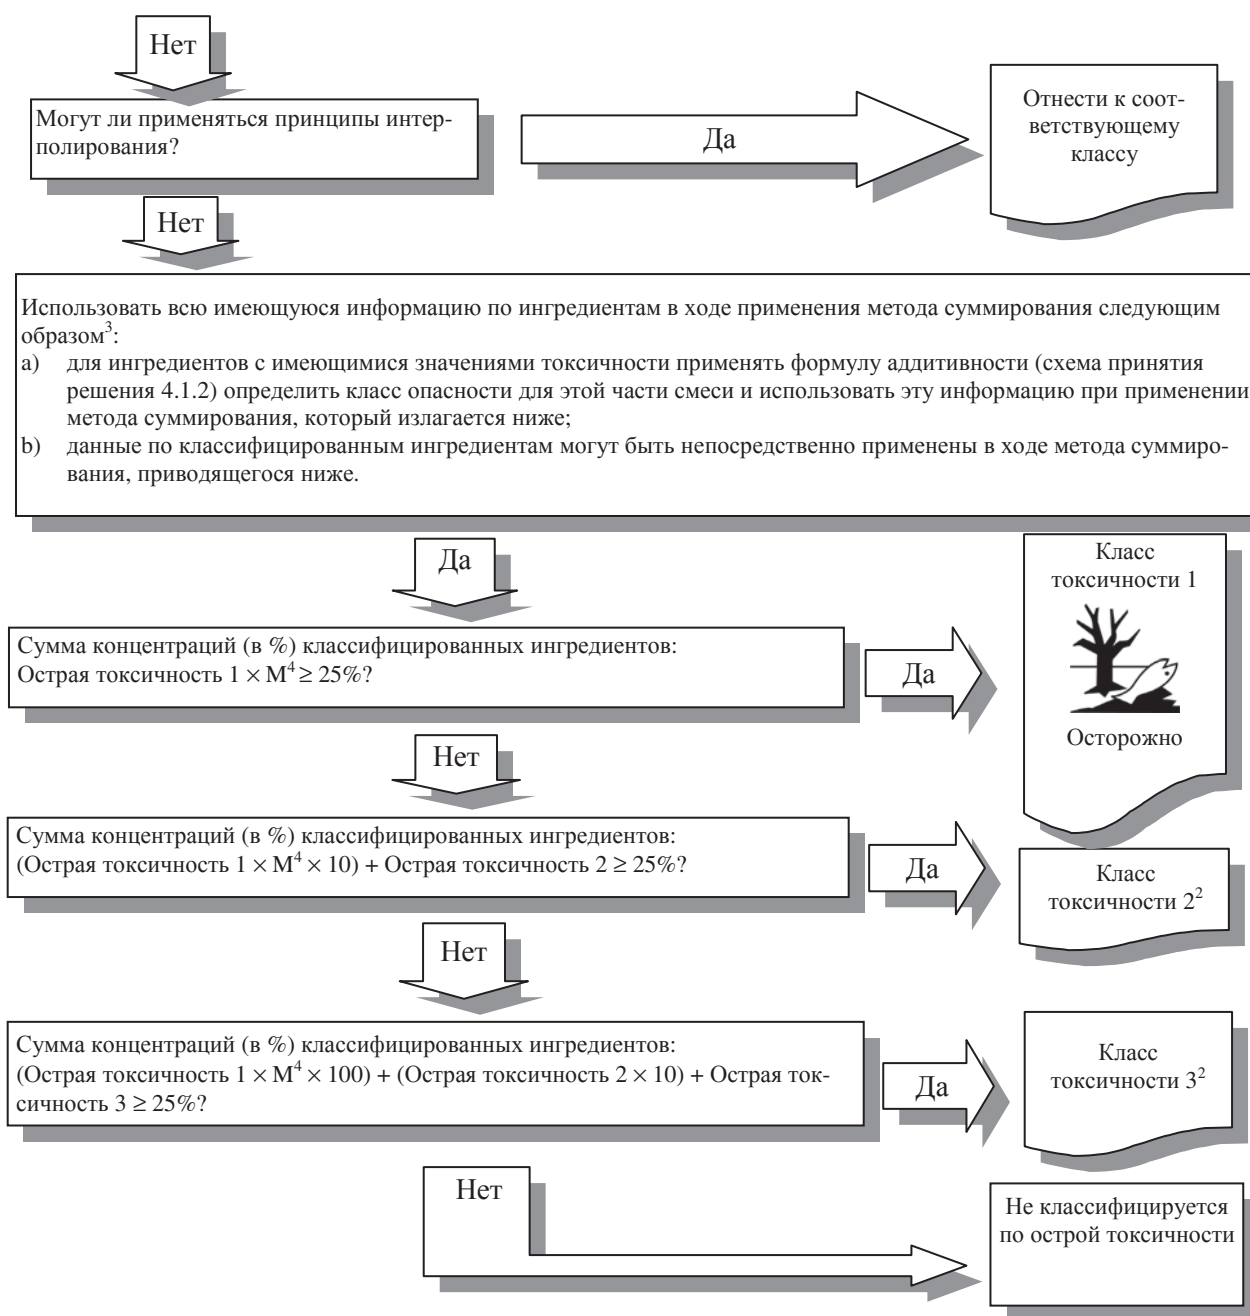 Нет
Могут ли применяться принципы интер-
полирования?
Да
Отнести к соот-
ветствующему
классу
Нет
Использовать всю имеющуюся информацию по ингредиентам в ходе применения метода суммирования следующим
образом³:
a) для ингредиентов с имеющимися значениями токсичности применять формулу аддитивности (схема принятия
решения 4.1.2) определить класс опасности для этой части смеси и использовать эту информацию при применении
метода суммирования, который излагается ниже;
b) данные по классифицированным ингредиентам могут быть непосредственно применены в ходе метода суммиро-
вания, приводящегося ниже.
Да
Сумма концентраций (в %) классифицированных ингредиентов:
Острая токсичность 1 × M⁴ ≥ 25%?
Да
Класс
токсичности 1
Осторожно
Нет
Сумма концентраций (в %) классифицированных ингредиентов:
(Острая токсичность 1 × M⁴ × 10) + Острая токсичность 2 ≥ 25%?
Да
Класс
токсичности 2²
Нет
Сумма концентраций (в %) классифицированных ингредиентов:
(Острая токсичность 1 × M⁴ × 100) + (Острая токсичность 2 × 10) + Острая ток-
сичность 3 ≥ 25%?
Да
Класс
токсичности 3²
Нет
Не классифицируется
по острой токсичности